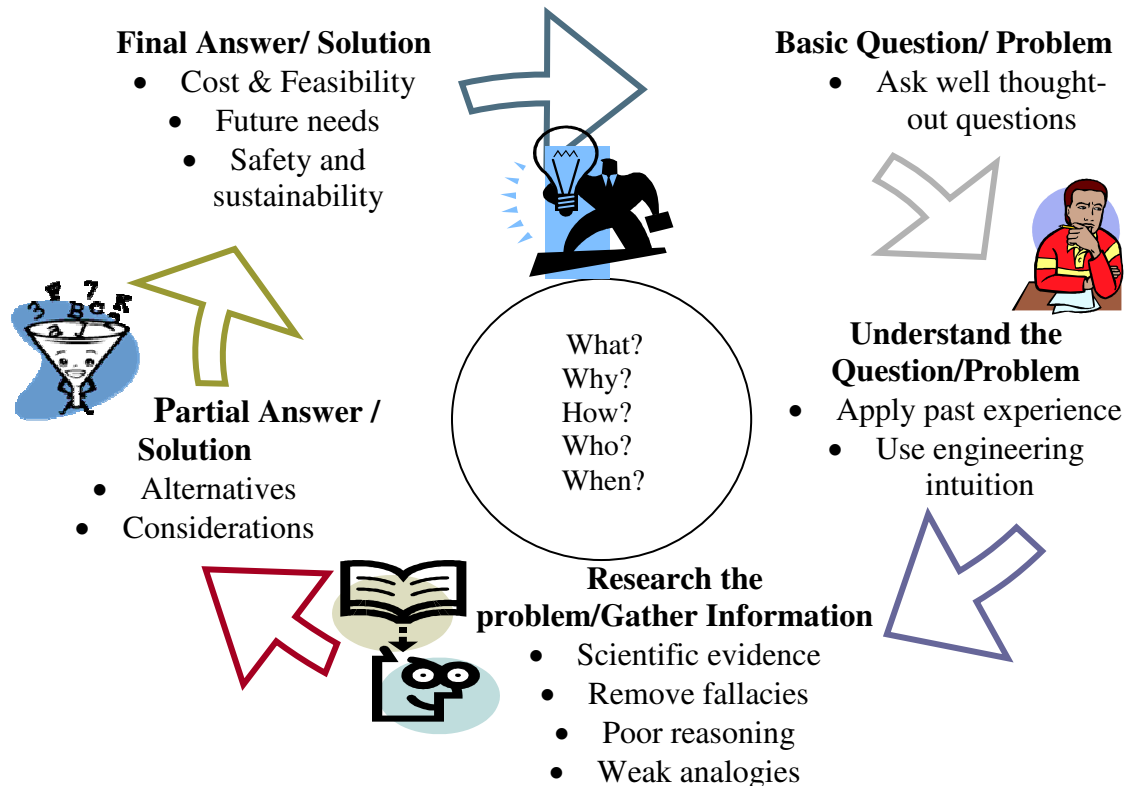 Final Answer/ Solution
• Cost & Feasibility
• Future needs
• Safety and
sustainability
Basic Question/ Problem
• Ask well thought-
out questions
Understand the
Question/Problem
• Apply past experience
• Use engineering
intuition
What?
Why?
How?
Who?
When?
Partial Answer /
Solution
• Alternatives
• Considerations
Research the
problem/Gather Information
• Scientific evidence
• Remove fallacies
• Poor reasoning
• Weak analogies